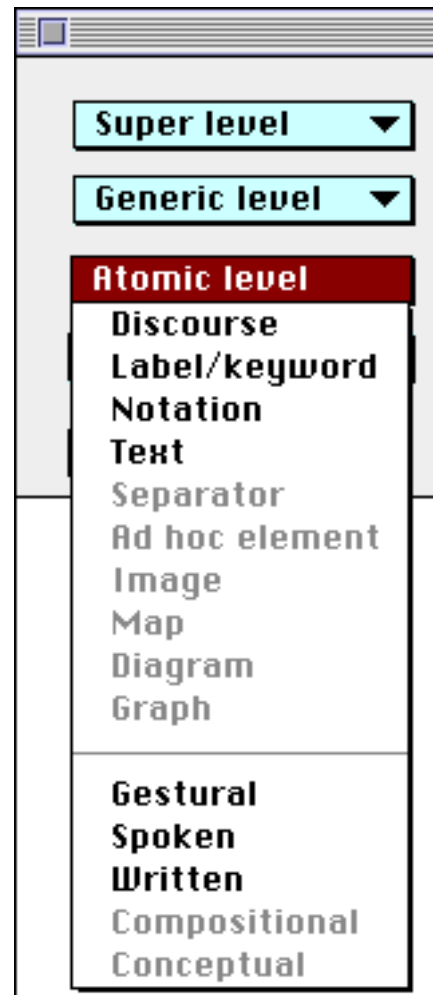 Super level
Generic level
Atomic level
Discourse
Label/keyword
Notation
Text
Separator
Ad hoc element
Image
Map
Diagram
Graph
Gestural
Spoken
Written
Compositional
Conceptual